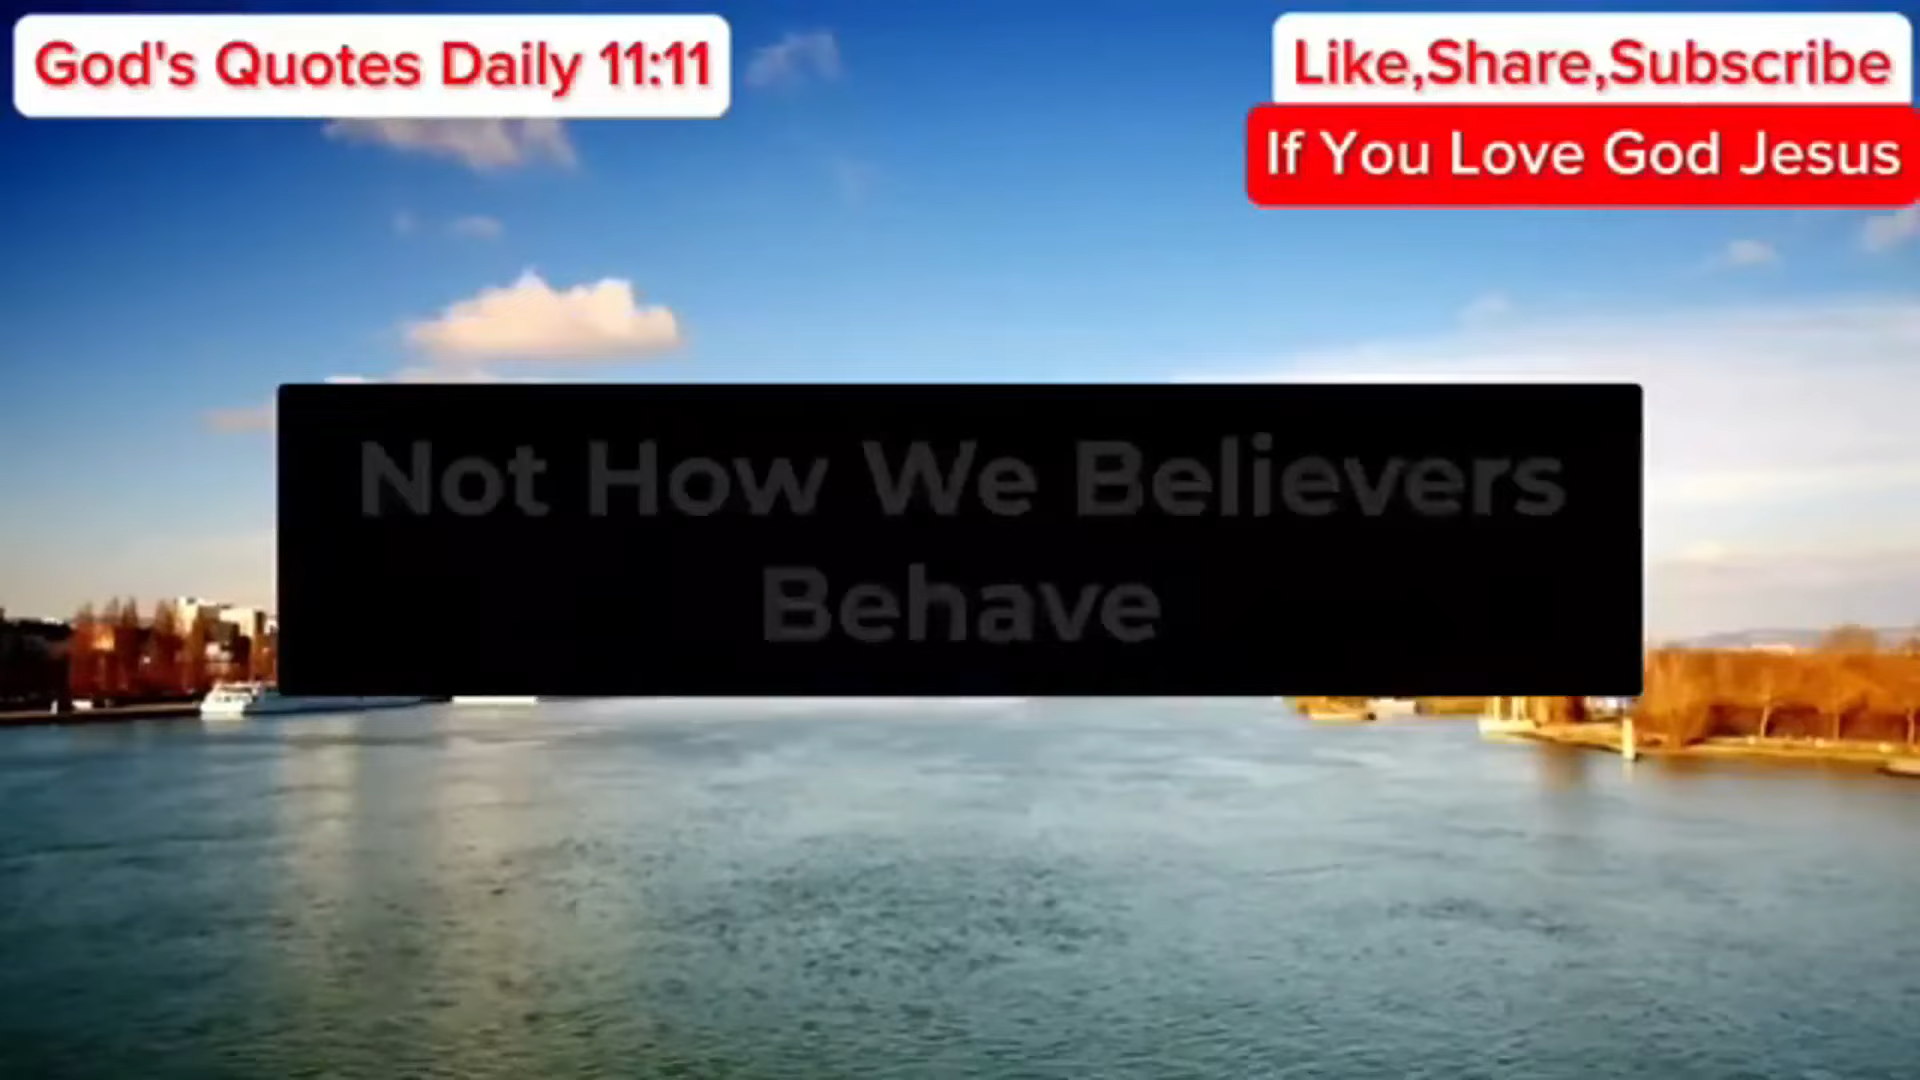 God's Quotes Daily 11:11
Like,Share,Subscribe
If You Love God Jesus
Not How We Believers
Behave